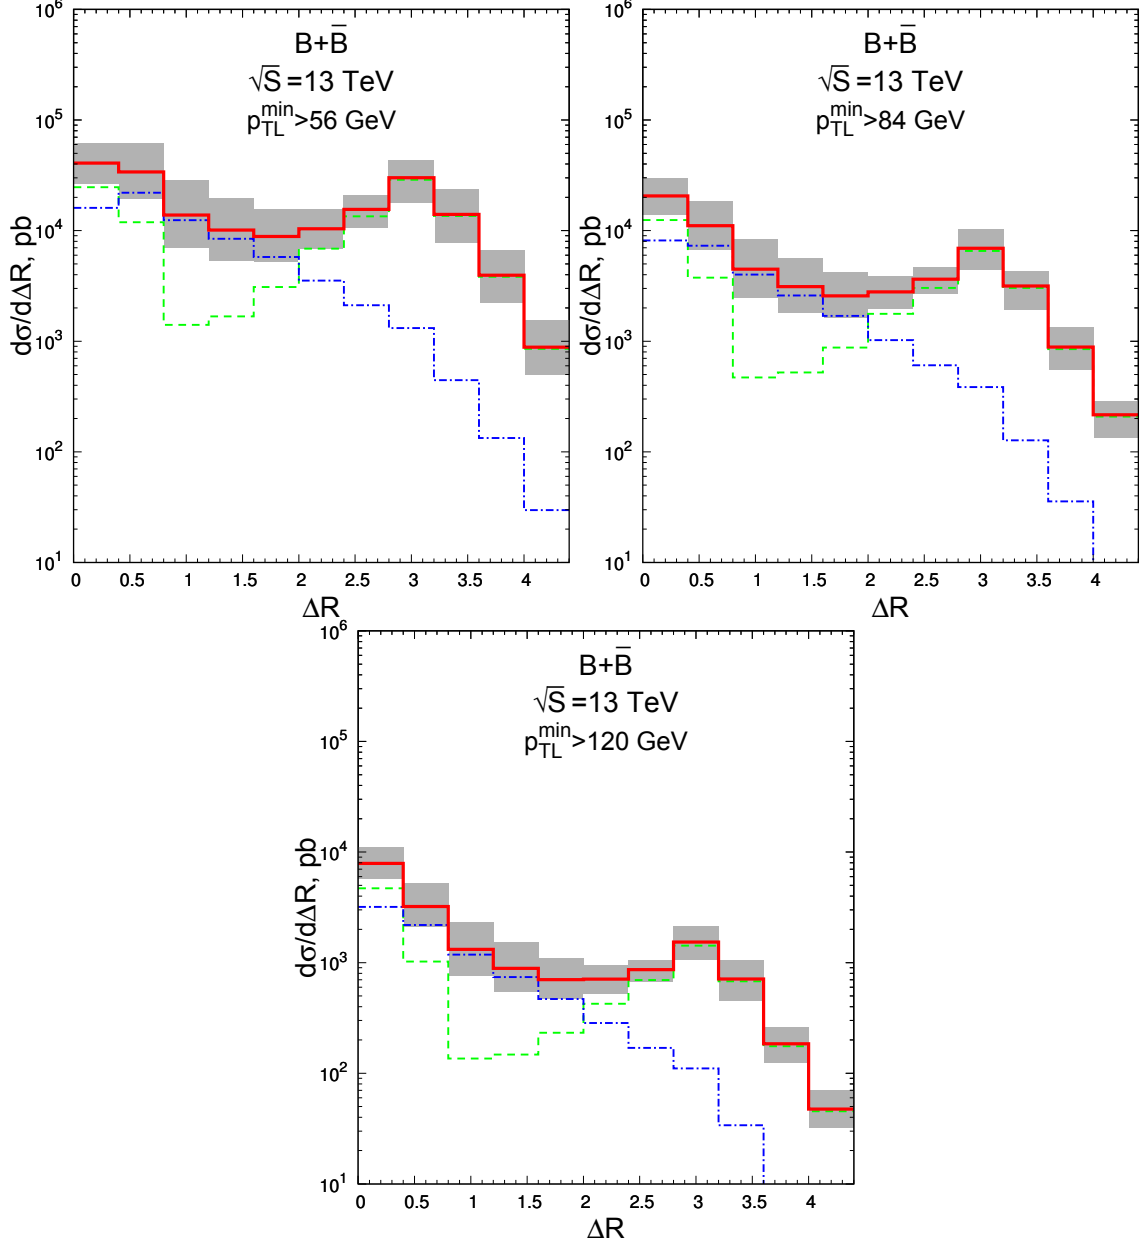 B+B̅
√S=13 TeV
p_TL^min>56 GeV
dσ/dΔR, pb
10^6
10^5
10^4
10^3
10^2
10^1
0 0.5 1 1.5 2 2.5 3 3.5 4
ΔR
B+B̅
√S=13 TeV
p_TL^min>84 GeV
dσ/dΔR, pb
10^6
10^5
10^4
10^3
10^2
10^1
0 0.5 1 1.5 2 2.5 3 3.5 4
ΔR
B+B̅
√S=13 TeV
p_TL^min>120 GeV
dσ/dΔR, pb
10^6
10^5
10^4
10^3
10^2
10^1
0 0.5 1 1.5 2 2.5 3 3.5 4
ΔR